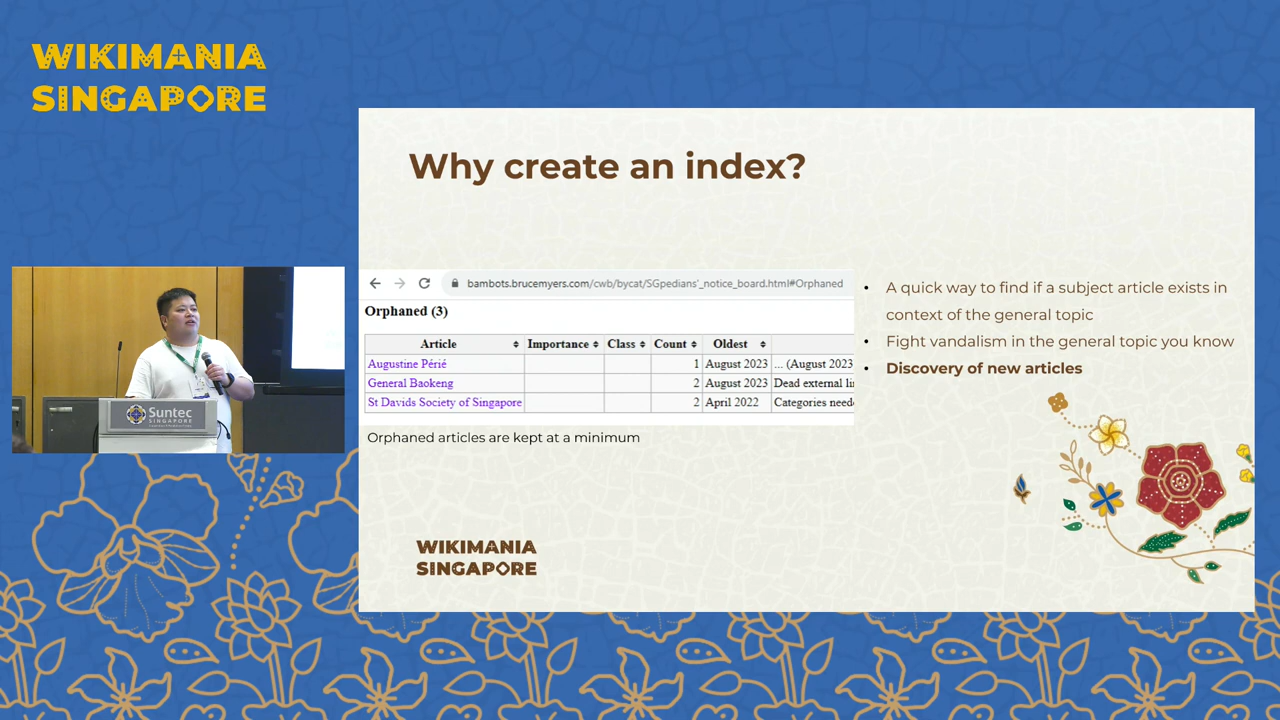 WIKIMANIA
SINGAPORE
Why create an index?
bambots.brucemyers.com/cwb/bycat/SGpedians'_notice_board.html#Orphaned
Orphaned (3)
Article Importance Class Count Oldest
Augustine Périé 1 August 2023 ... (August 2023
General Baokeng 2 August 2023 Dead external li
St Davids Society of Singapore 2 April 2022 Categories neede
Orphaned articles are kept at a minimum
• A quick way to find if a subject article exists in
context of the general topic
• Fight vandalism in the general topic you know
• Discovery of new articles
Suntec
SINGAPORE
WIKIMANIA
SINGAPORE